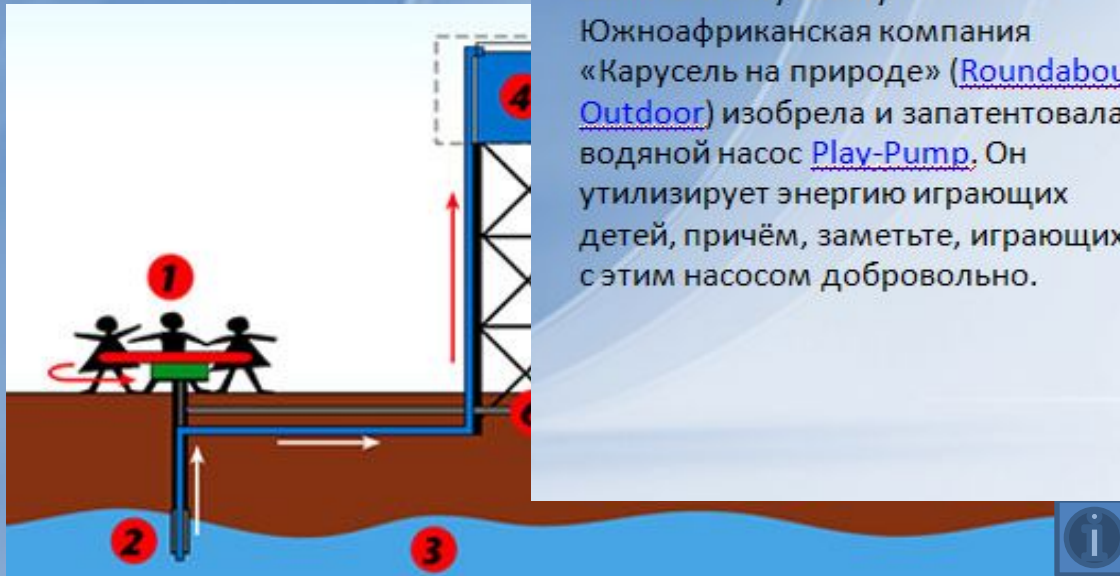 Южноафриканская компания
«Карусель на природе» (Roundabou
Outdoor) изобрела и запатентовала
водяной насос Play-Pump. Он
утилизирует энергию играющих
детей, причём, заметьте, играющих
с этим насосом добровольно.
1
4
2
3
i